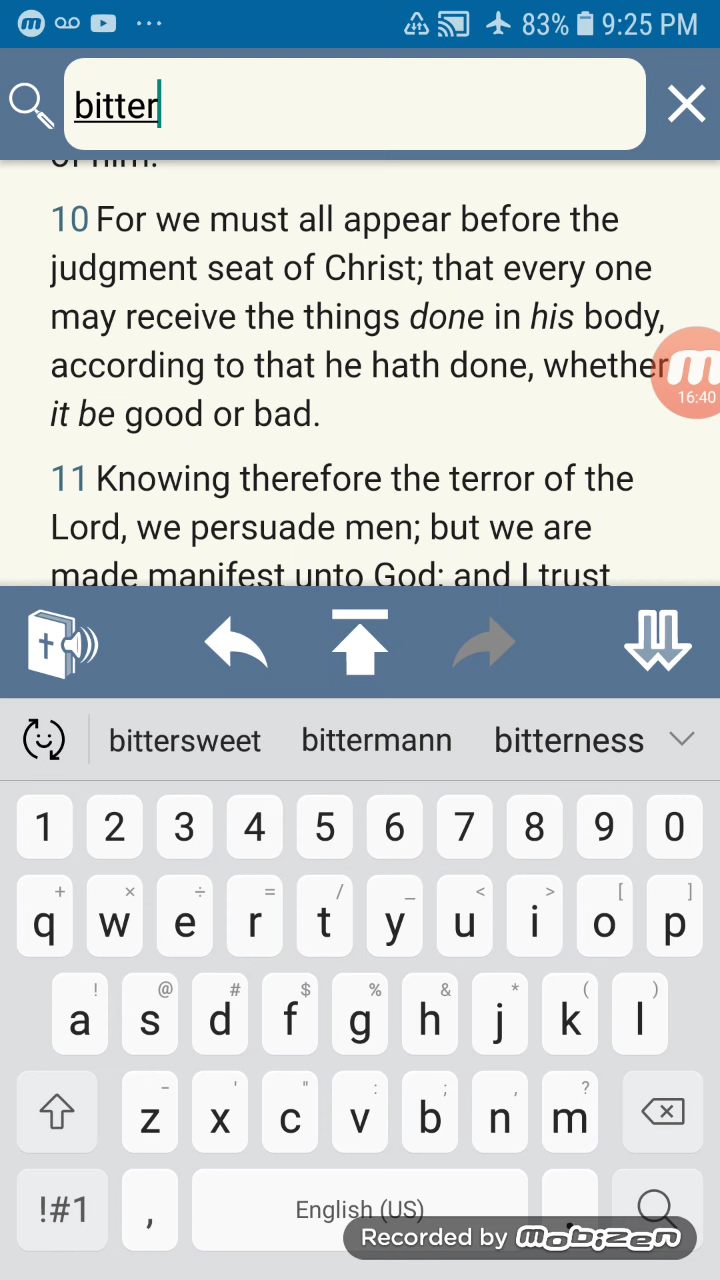 83% 9:25 PM
bitter
of him.
10 For we must all appear before the
judgment seat of Christ; that every one
may receive the things done in his body,
according to that he hath done, whether
it be good or bad.
16:40
11 Knowing therefore the terror of the
Lord, we persuade men; but we are
made manifest unto God; and I trust
bittersweet bittermann bitterness
1 2 3 4 5 6 7 8 9 0
+ × ÷ = / _ < > [ ]
q w e r t y u i o p
! @ # $ % & * ( )
a s d f g h j k l
- ' " : ; , ?
z x c v b n m
!#1 , English (US) .
Recorded by mobizen